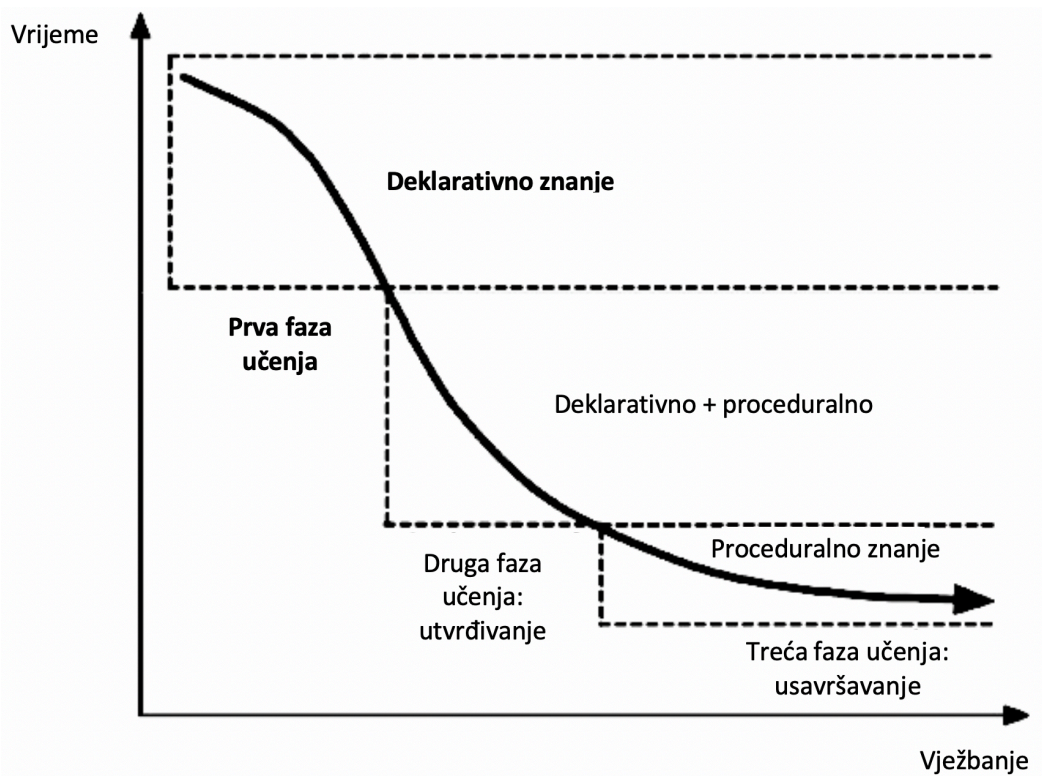 Vrijeme
Deklarativno znanje
Prva faza
učenja
Deklarativno + proceduralno
Proceduralno znanje
Druga faza
učenja:
utvrđivanje
Treća faza učenja:
usavršavanje
Vježbanje